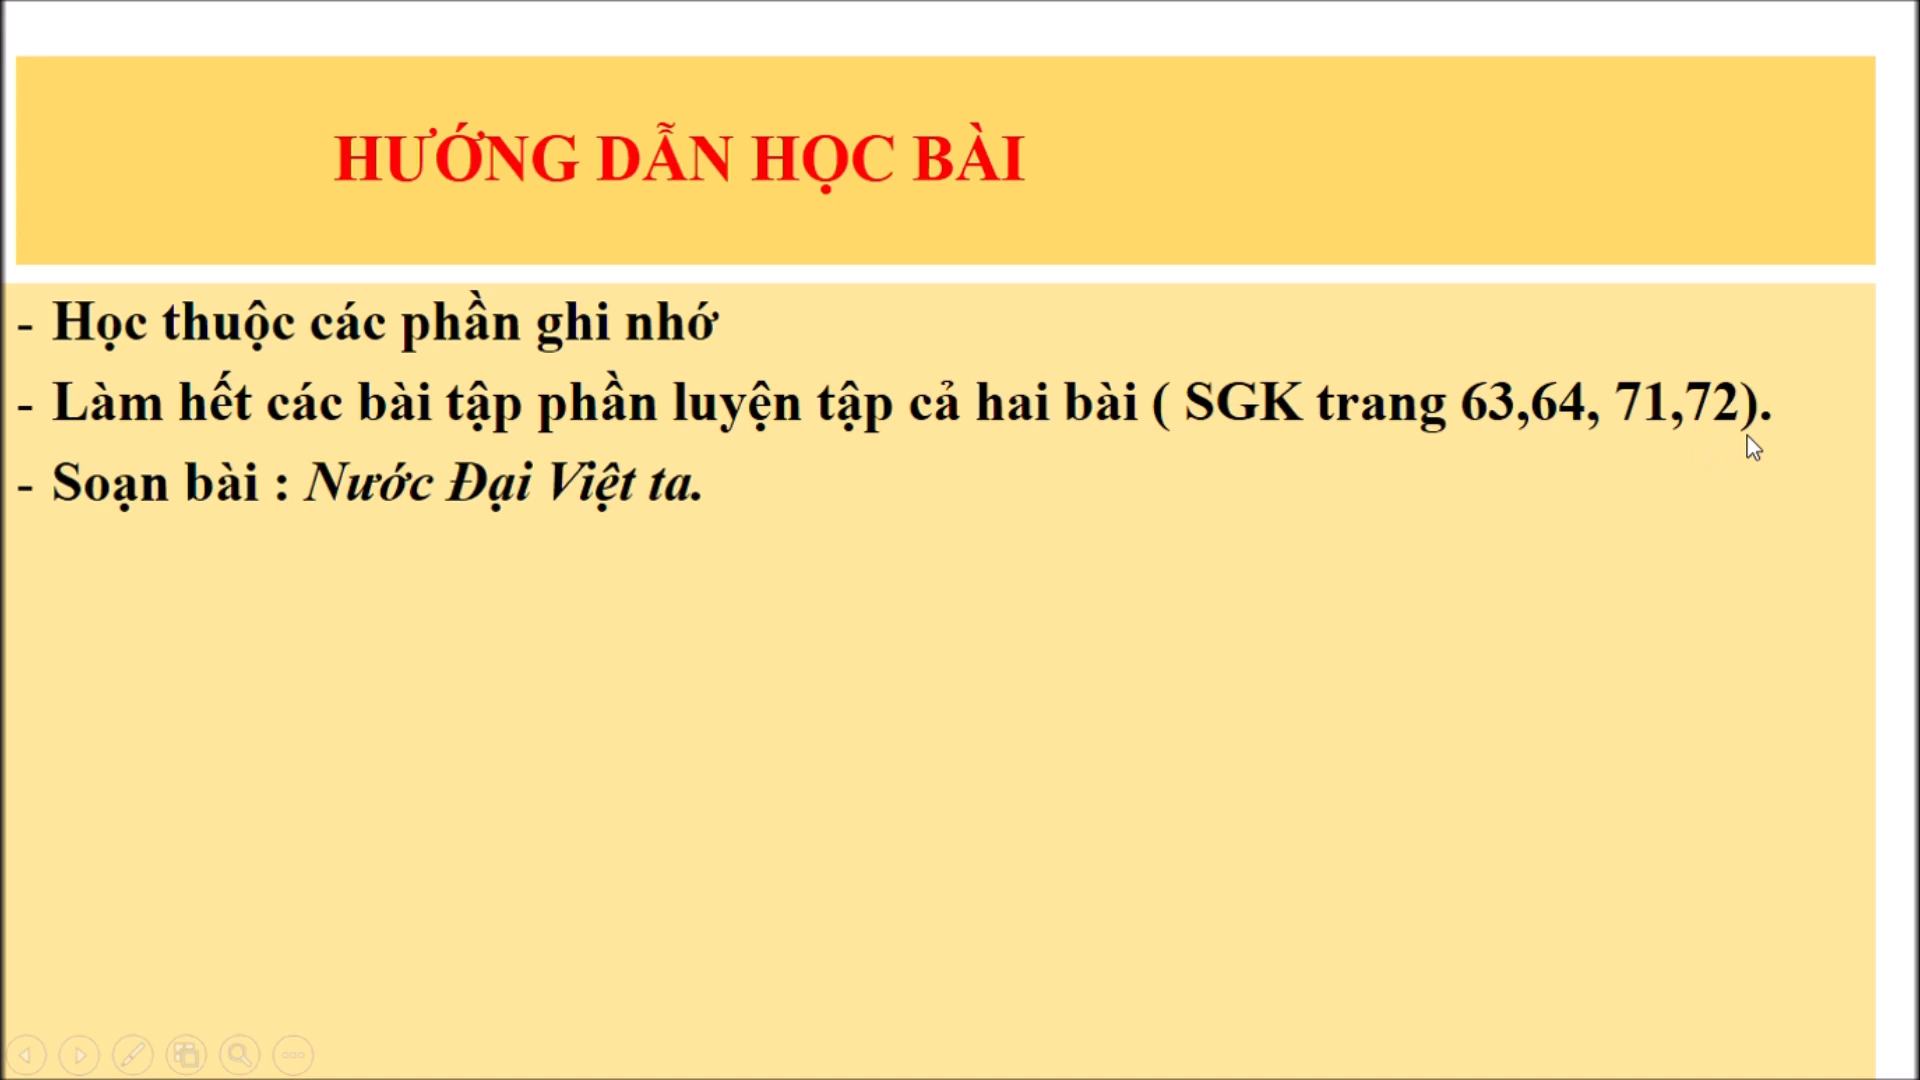 HƯỚNG DẪN HỌC BÀI
- Học thuộc các phần ghi nhớ
- Làm hết các bài tập phần luyện tập cả hai bài ( SGK trang 63,64, 71,72).
- Soạn bài : Nước Đại Việt ta.